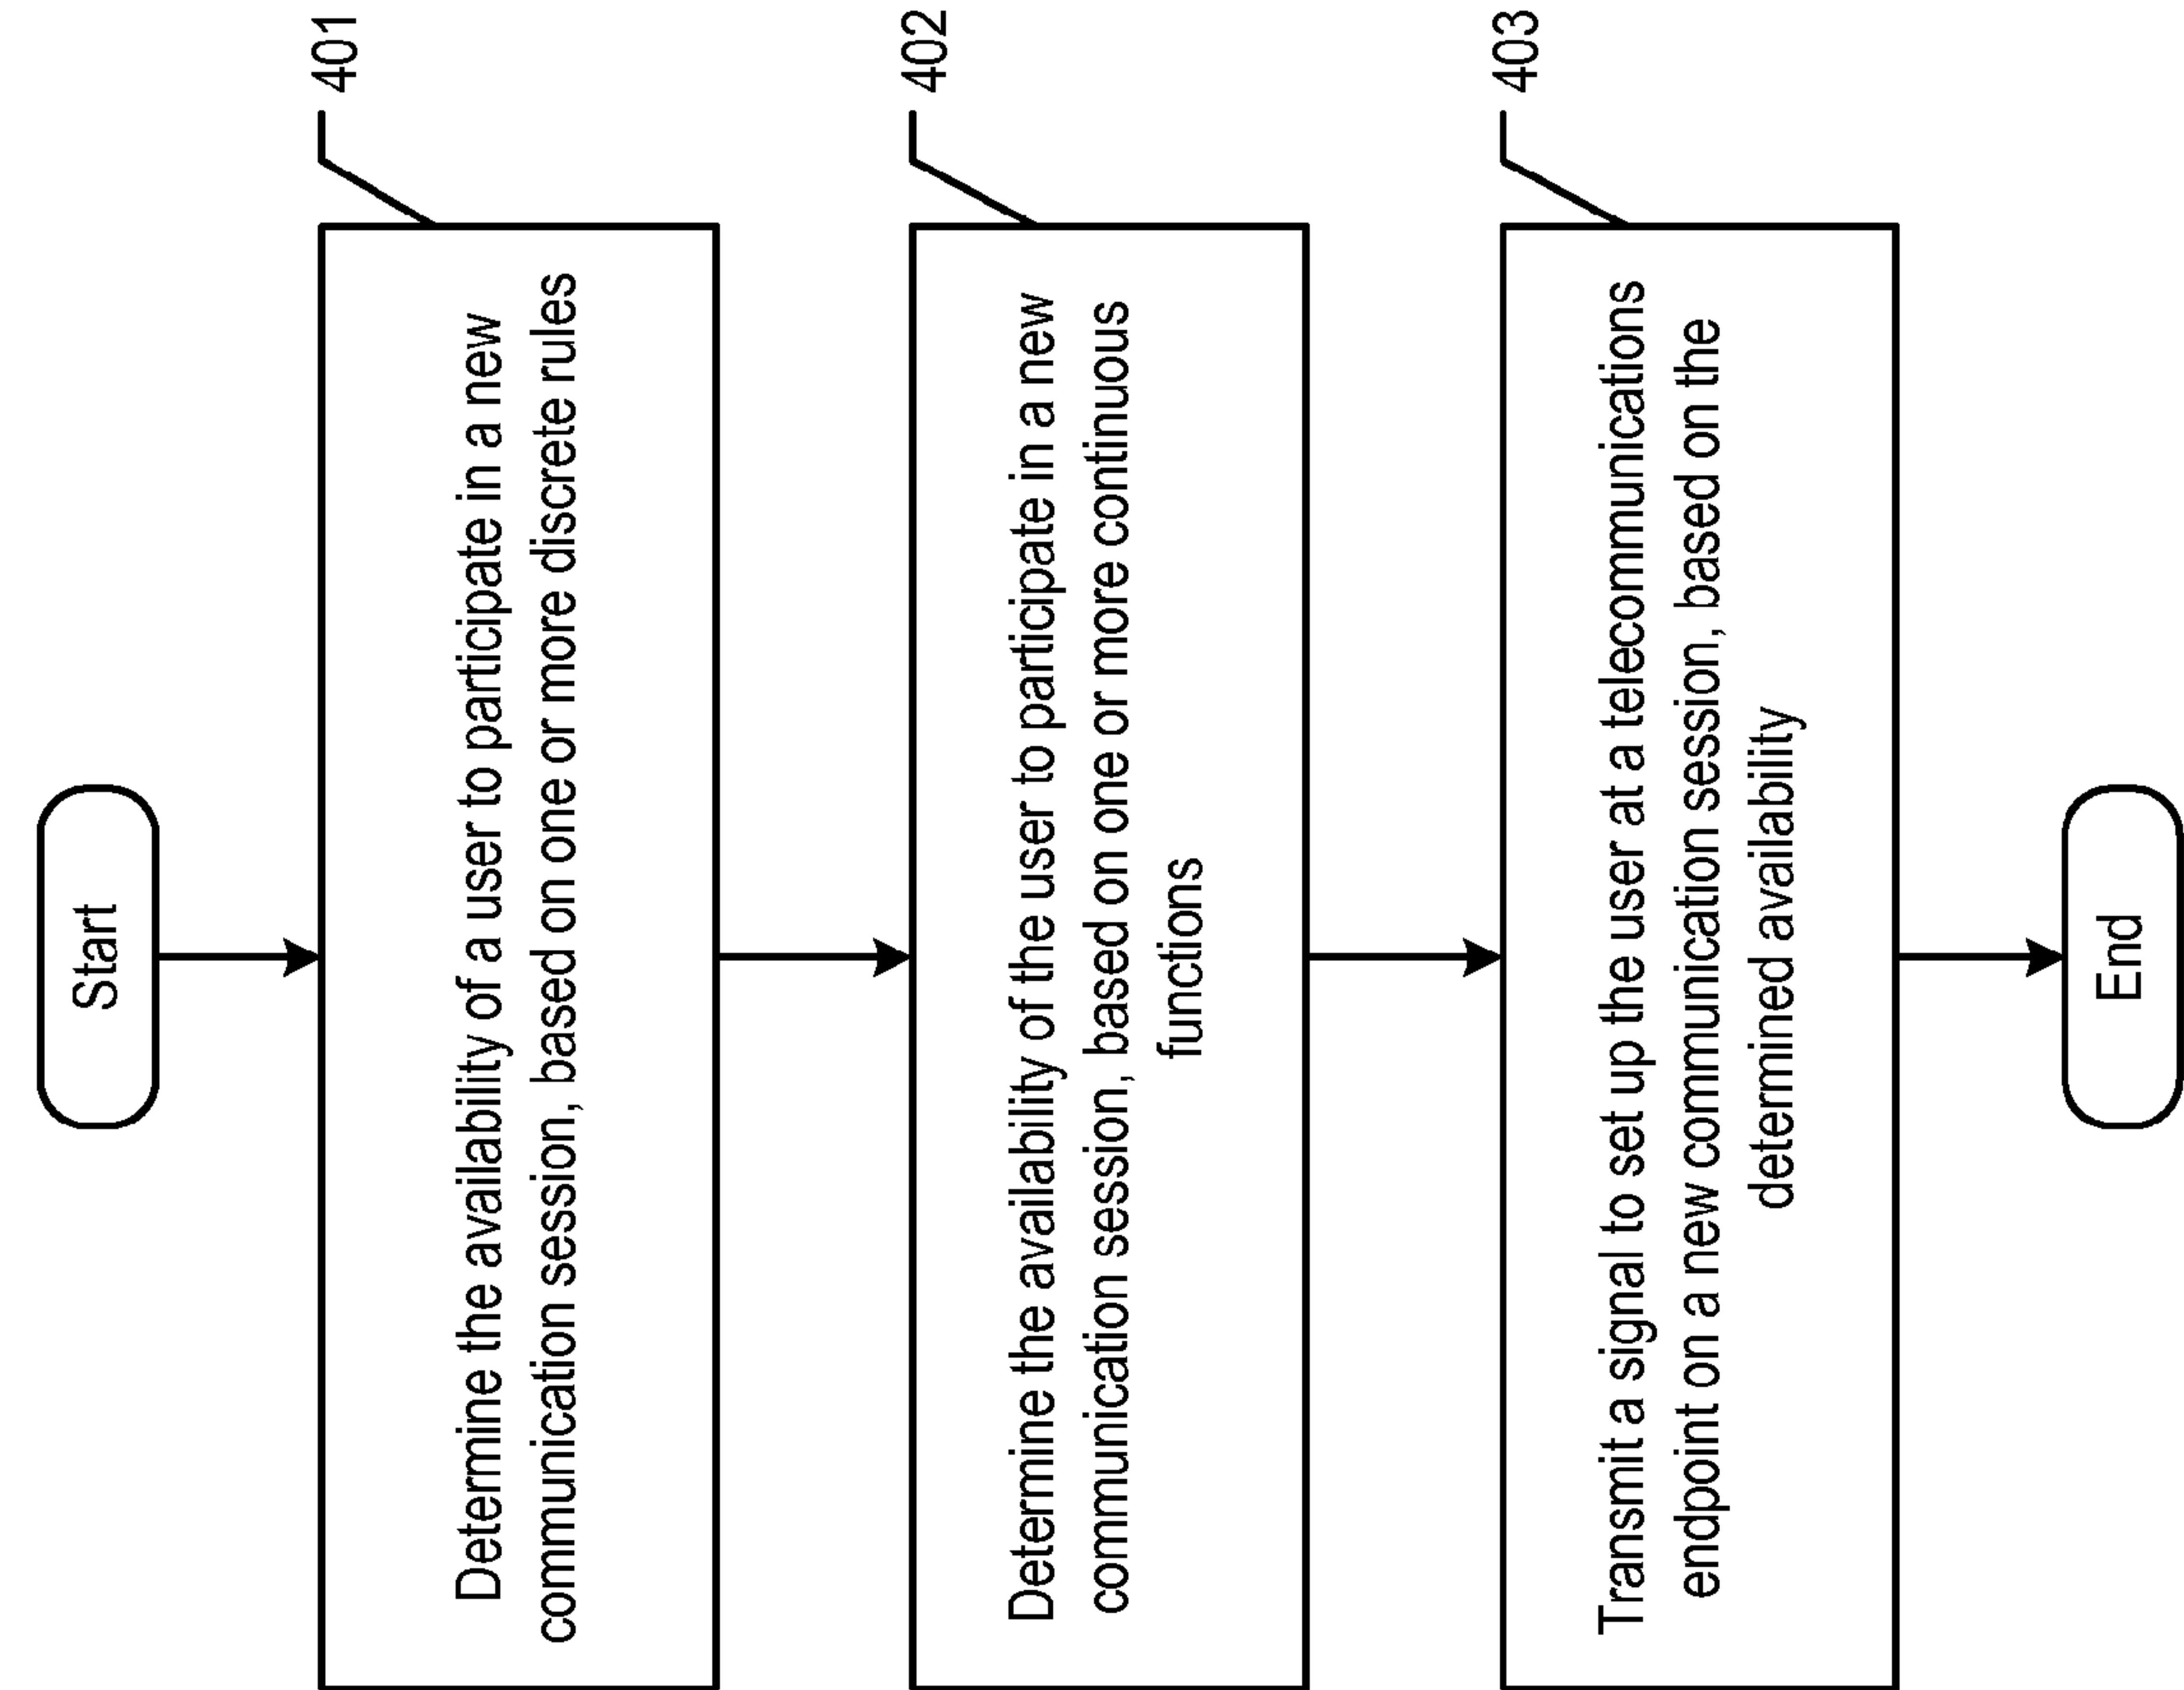 Start
401
Determine the availability of a user to participate in a new
communication session, based on one or more discrete rules
402
Determine the availability of the user to participate in a new
communication session, based on one or more continuous
functions
403
Transmit a signal to set up the user at a telecommunications
endpoint on a new communication session, based on the
determined availability
End